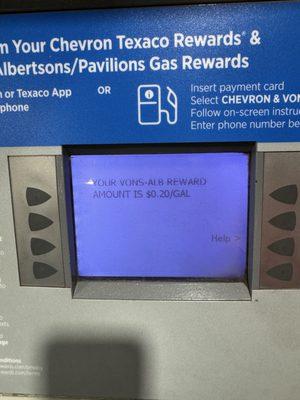 m Your Chevron Texaco Rewards® &
Albertsons/Pavilions Gas Rewards
n or Texaco App
phone
OR
Insert payment card
Select CHEVRON & VON
Follow on-screen instruc
Enter phone number be
YOUR VONS-ALB REWARD
AMOUNT IS $0.20/GAL
Help >